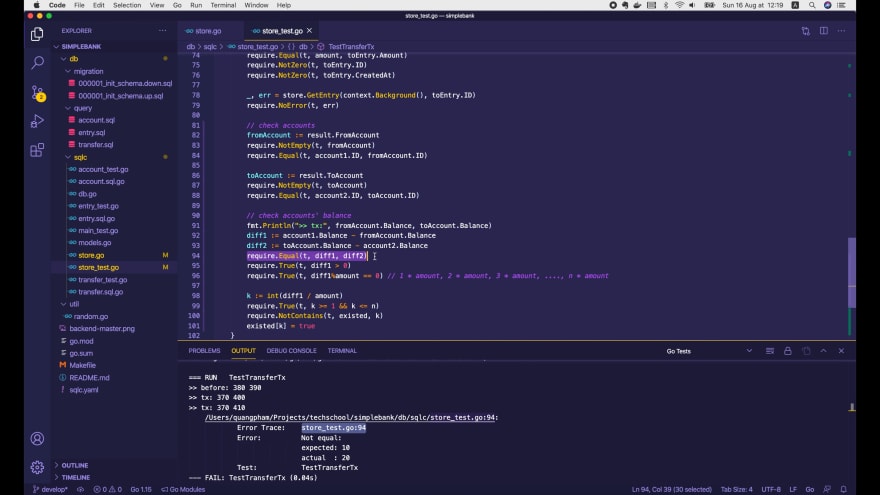 Code File Edit Selection View Go Run Terminal Window Help
Sun 16 Aug at 12:19
store_test.go — simplebank
EXPLORER
SIMPLEBANK
db
migration
000001_init_schema.down.sql
000001_init_schema.up.sql
query
account.sql
entry.sql
transfer.sql
sqlc
account_test.go
account.sql.go
db.go
entry_test.go
entry.sql.go
main_test.go
models.go
store.go M
store_test.go M
transfer_test.go
transfer.sql.go
util
random.go
backend-master.png
go.mod
go.sum
Makefile
README.md
sqlc.yaml
OUTLINE
TIMELINE
store.go store_test.go
db > sqlc > store_test.go > {} db > TestTransferTx
74 require.Equal(t, amount, toEntry.Amount)
75 require.NotZero(t, toEntry.ID)
76 require.NotZero(t, toEntry.CreatedAt)
77
78 _, err = store.GetEntry(context.Background(), toEntry.ID)
79 require.NoError(t, err)
80
81 // check accounts
82 fromAccount := result.FromAccount
83 require.NotEmpty(t, fromAccount)
84 require.Equal(t, account1.ID, fromAccount.ID)
85
86 toAccount := result.ToAccount
87 require.NotEmpty(t, toAccount)
88 require.Equal(t, account2.ID, toAccount.ID)
89
90 // check accounts' balance
91 fmt.Println(">> tx:", fromAccount.Balance, toAccount.Balance)
92 diff1 := account1.Balance - fromAccount.Balance
93 diff2 := toAccount.Balance - account2.Balance
94 require.Equal(t, diff1, diff2)
95 require.True(t, diff1 > 0)
96 require.True(t, diff1%amount == 0) // 1 * amount, 2 * amount, 3 * amount, ...., n * amount
97
98 k := int(diff1 / amount)
99 require.True(t, k >= 1 && k <= n)
100 require.NotContains(t, existed, k)
101 existed[k] = true
102 }
PROBLEMS OUTPUT DEBUG CONSOLE TERMINAL Go Tests
=== RUN TestTransferTx
>> before: 380 390
>> tx: 370 400
>> tx: 370 410
/Users/quangpham/Projects/techschool/simplebank/db/sqlc/store_test.go:94:
Error Trace: store_test.go:94
Error: Not equal:
expected: 10
actual : 20
Test: TestTransferTx
--- FAIL: TestTransferTx (0.04s)
develop* 0 0 Go 1.15 Go Modules Ln 94, Col 39 (30 selected) Tab Size: 4 UTF-8 LF Go